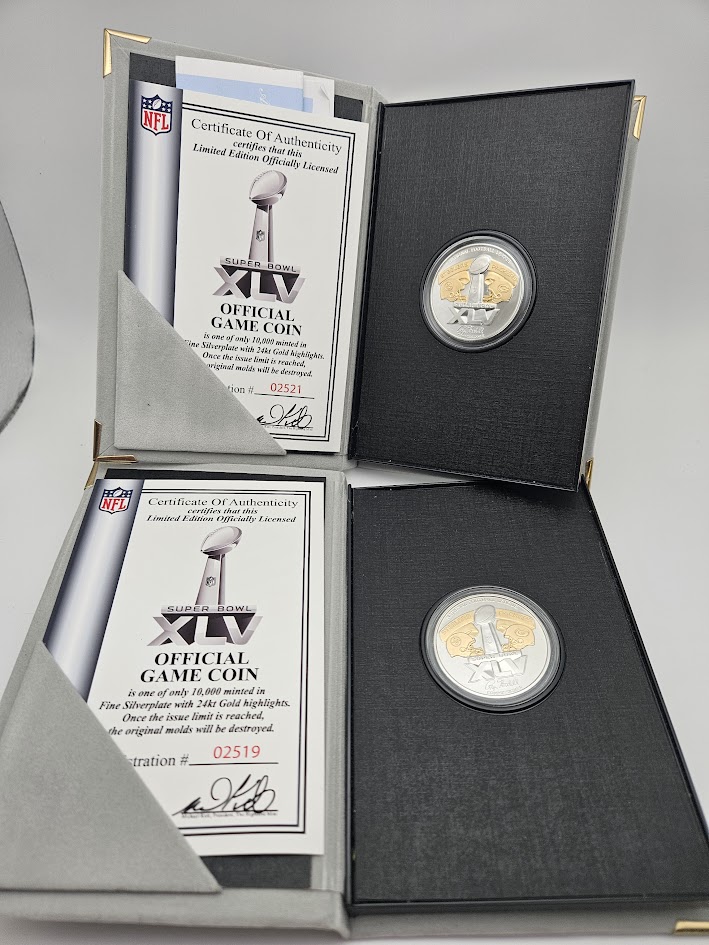 NFL
Certificate Of Authenticity
certifies that this
Limited Edition Officially Licensed
SUPER BOWL
XLV
OFFICIAL
GAME COIN
is one of only 10,000 minted in
Fine Silverplate with 24kt Gold highlights.
Once the issue limit is reached,
original molds will be destroyed.
tration # 02521
XLV
NFL
Certificate Of Authenticity
certifies that this
Limited Edition Officially Licensed
NFL
SUPER BOWL
XLV
OFFICIAL
GAME COIN
is one of only 10,000 minted in
Fine Silverplate with 24kt Gold highlights.
Once the issue limit is reached,
the original molds will be destroyed.
stration # 02519
XLV